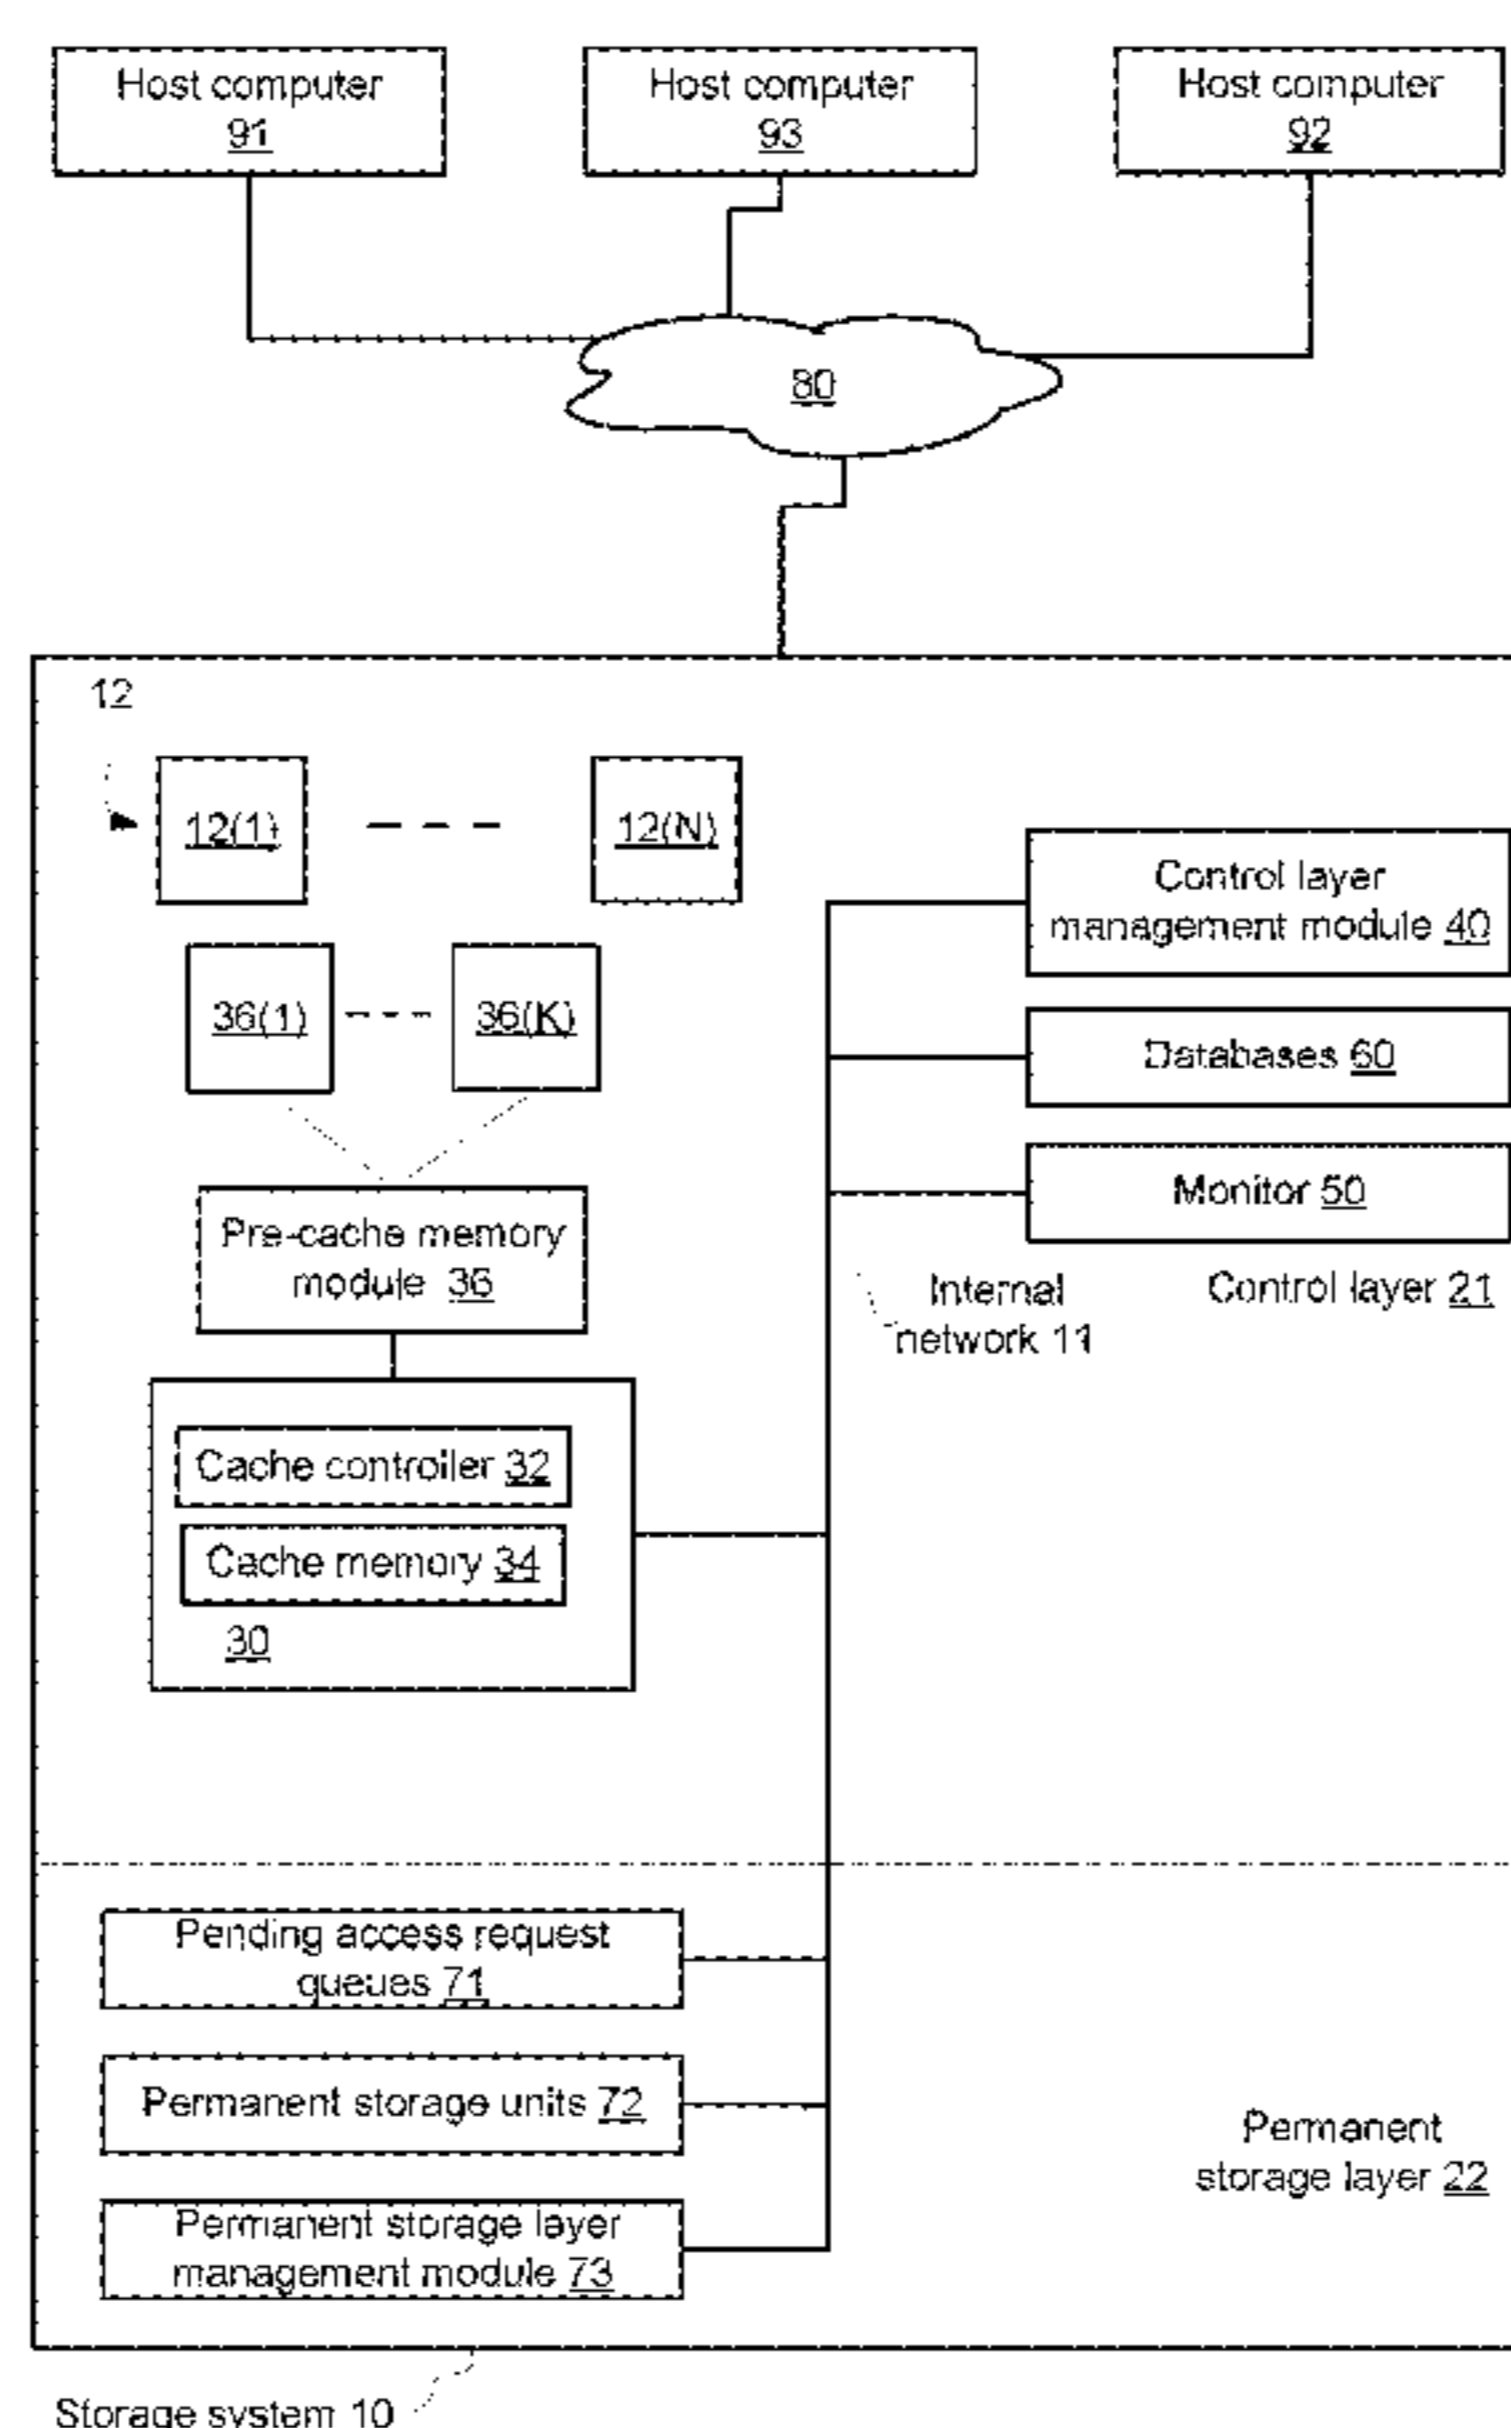 Host computer
91
Host computer
93
Host computer
92
80
12
12(1)
12(N)
Control layer
management module 40
36(1)
36(K)
Databases 60
Monitor 50
Pre-cache memory
module 36
Internal
network 11
Control layer 21
Cache controller 32
Cache memory 34
30
Pending access request
queues 71
Permanent storage units 72
Permanent
storage layer 22
Permanent storage layer
management module 73
Storage system 10